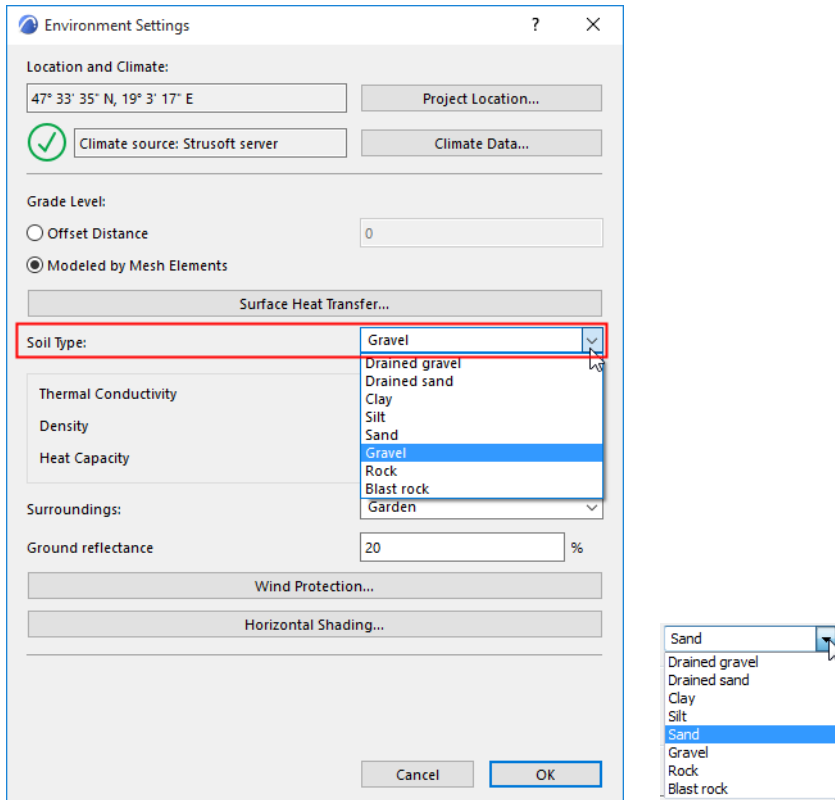 Environment Settings ?
Location and Climate:
47° 33' 35" N, 19° 3' 17" E Project Location...
Climate source: Strusoft server Climate Data...
Grade Level:
Offset Distance 0
Modeled by Mesh Elements
Surface Heat Transfer...
Soil Type: Gravel
Drained gravel
Drained sand
Clay
Silt
Sand
Gravel
Rock
Blast rock
Thermal Conductivity
Density
Heat Capacity
Surroundings: Garden
Ground reflectance 20 %
Wind Protection...
Horizontal Shading...
Cancel OK
Sand
Drained gravel
Drained sand
Clay
Silt
Sand
Gravel
Rock
Blast rock